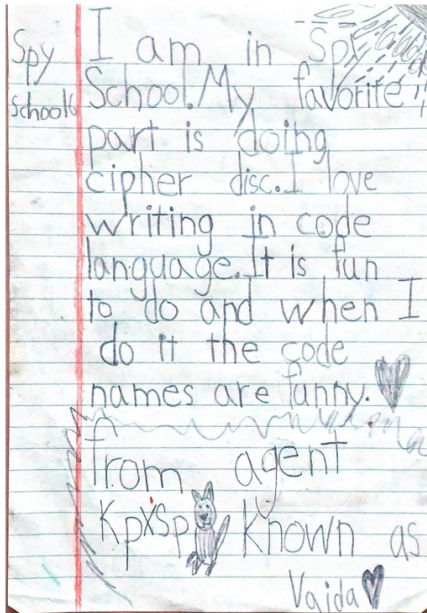 Spy
School
I am in Spy
School. My favorite
part is doing
cipher disc. I love
writing in code
language. It is fun
to do and when I
do it the code
names are funny.
from agent
Kpxsp known as
Vaida